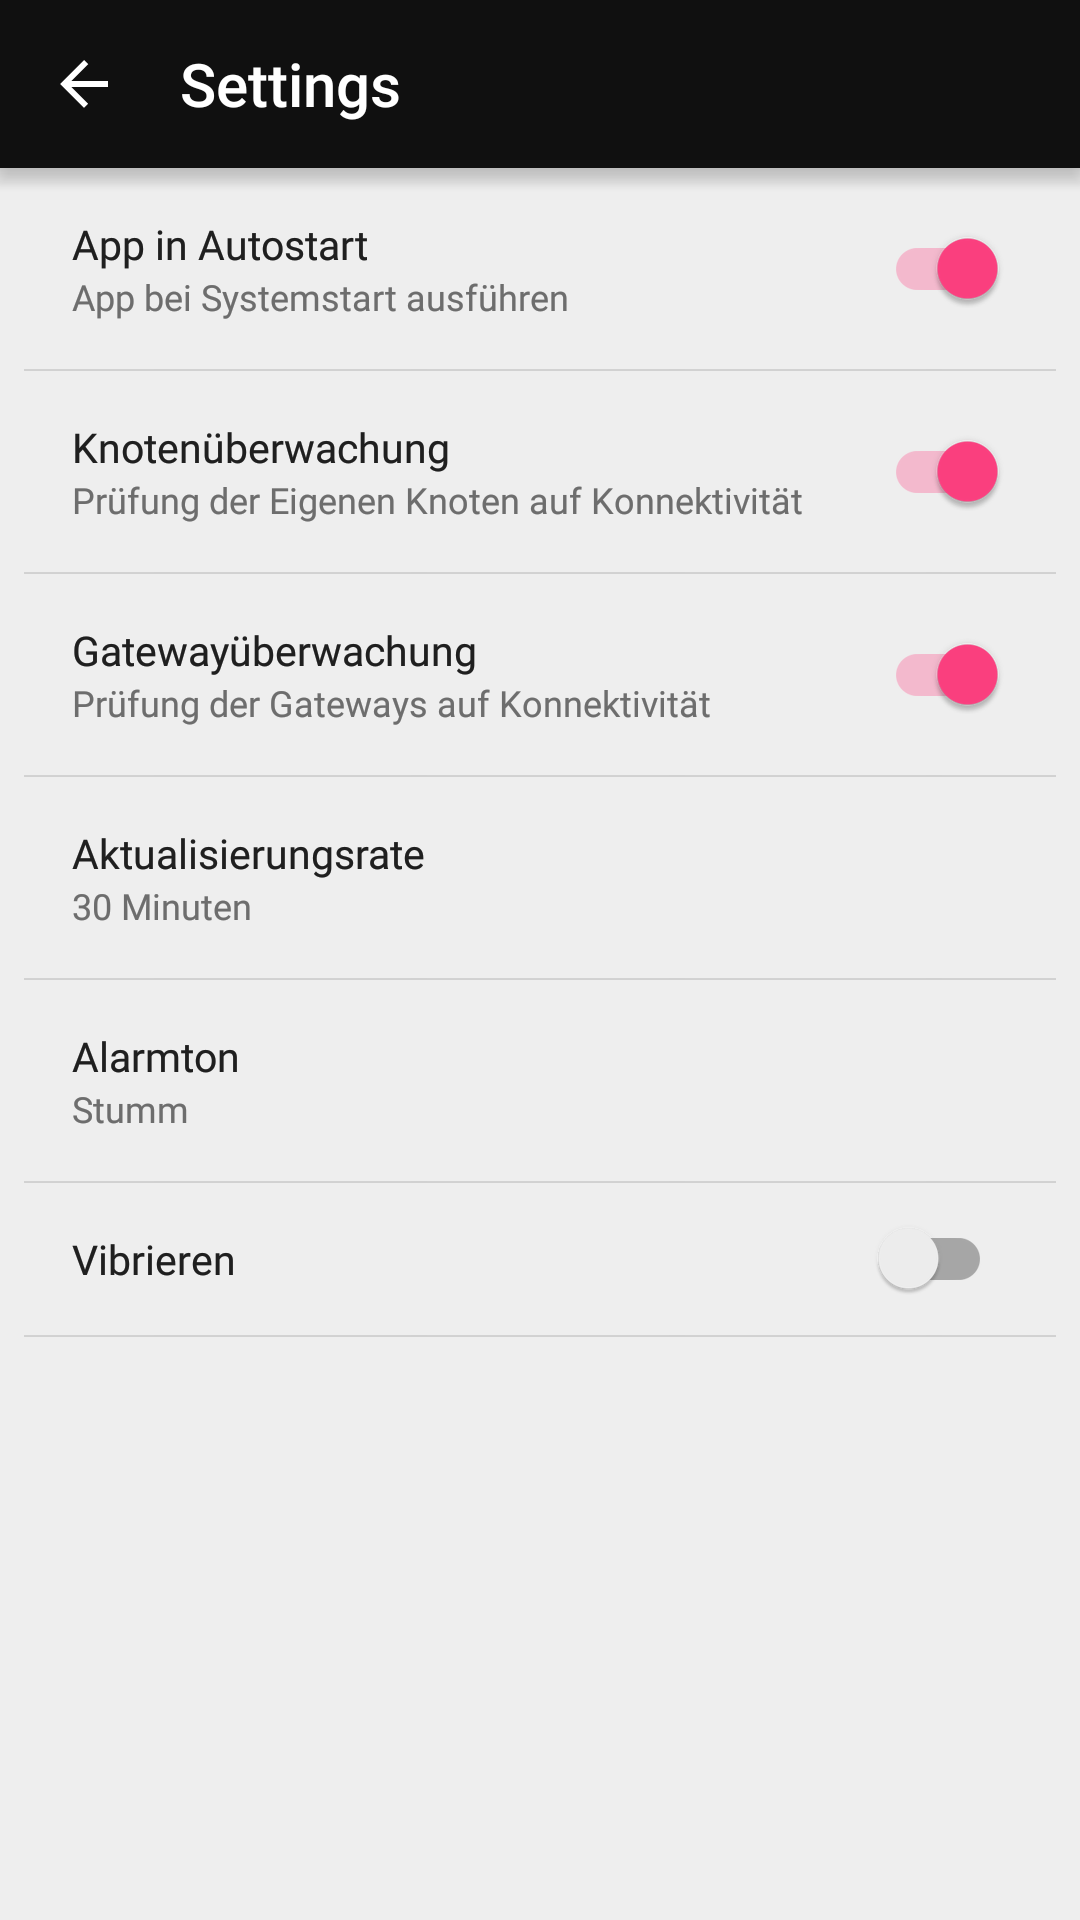 Settings
App in Autostart
App bei Systemstart ausführen
Knotenüberwachung
Prüfung der Eigenen Knoten auf Konnektivität
Gatewayüberwachung
Prüfung der Gateways auf Konnektivität
Aktualisierungsrate
30 Minuten
Alarmton
Stumm
Vibrieren